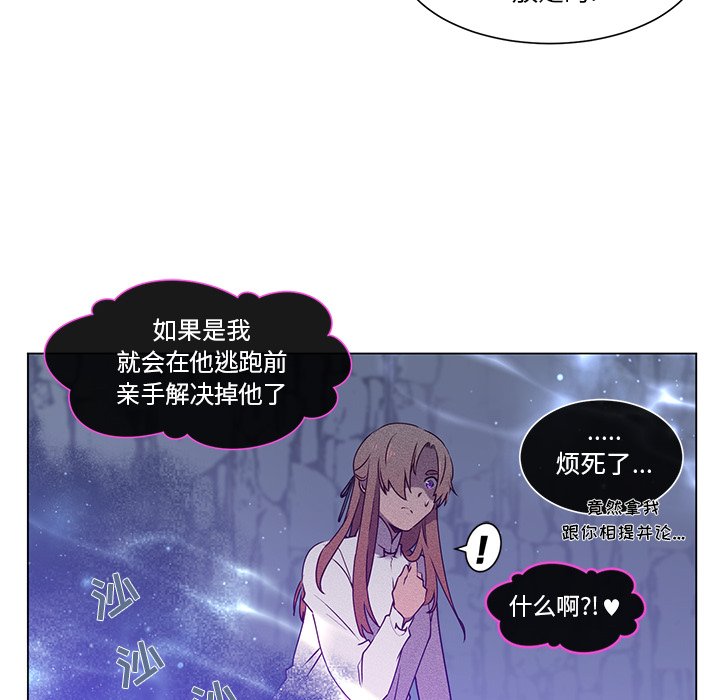 如果是我
就会在他逃跑前
亲手解决掉他了
.....
烦死了...
竟然拿我
跟你相提并论...
!
什么啊?!♥
沙
沙
沙